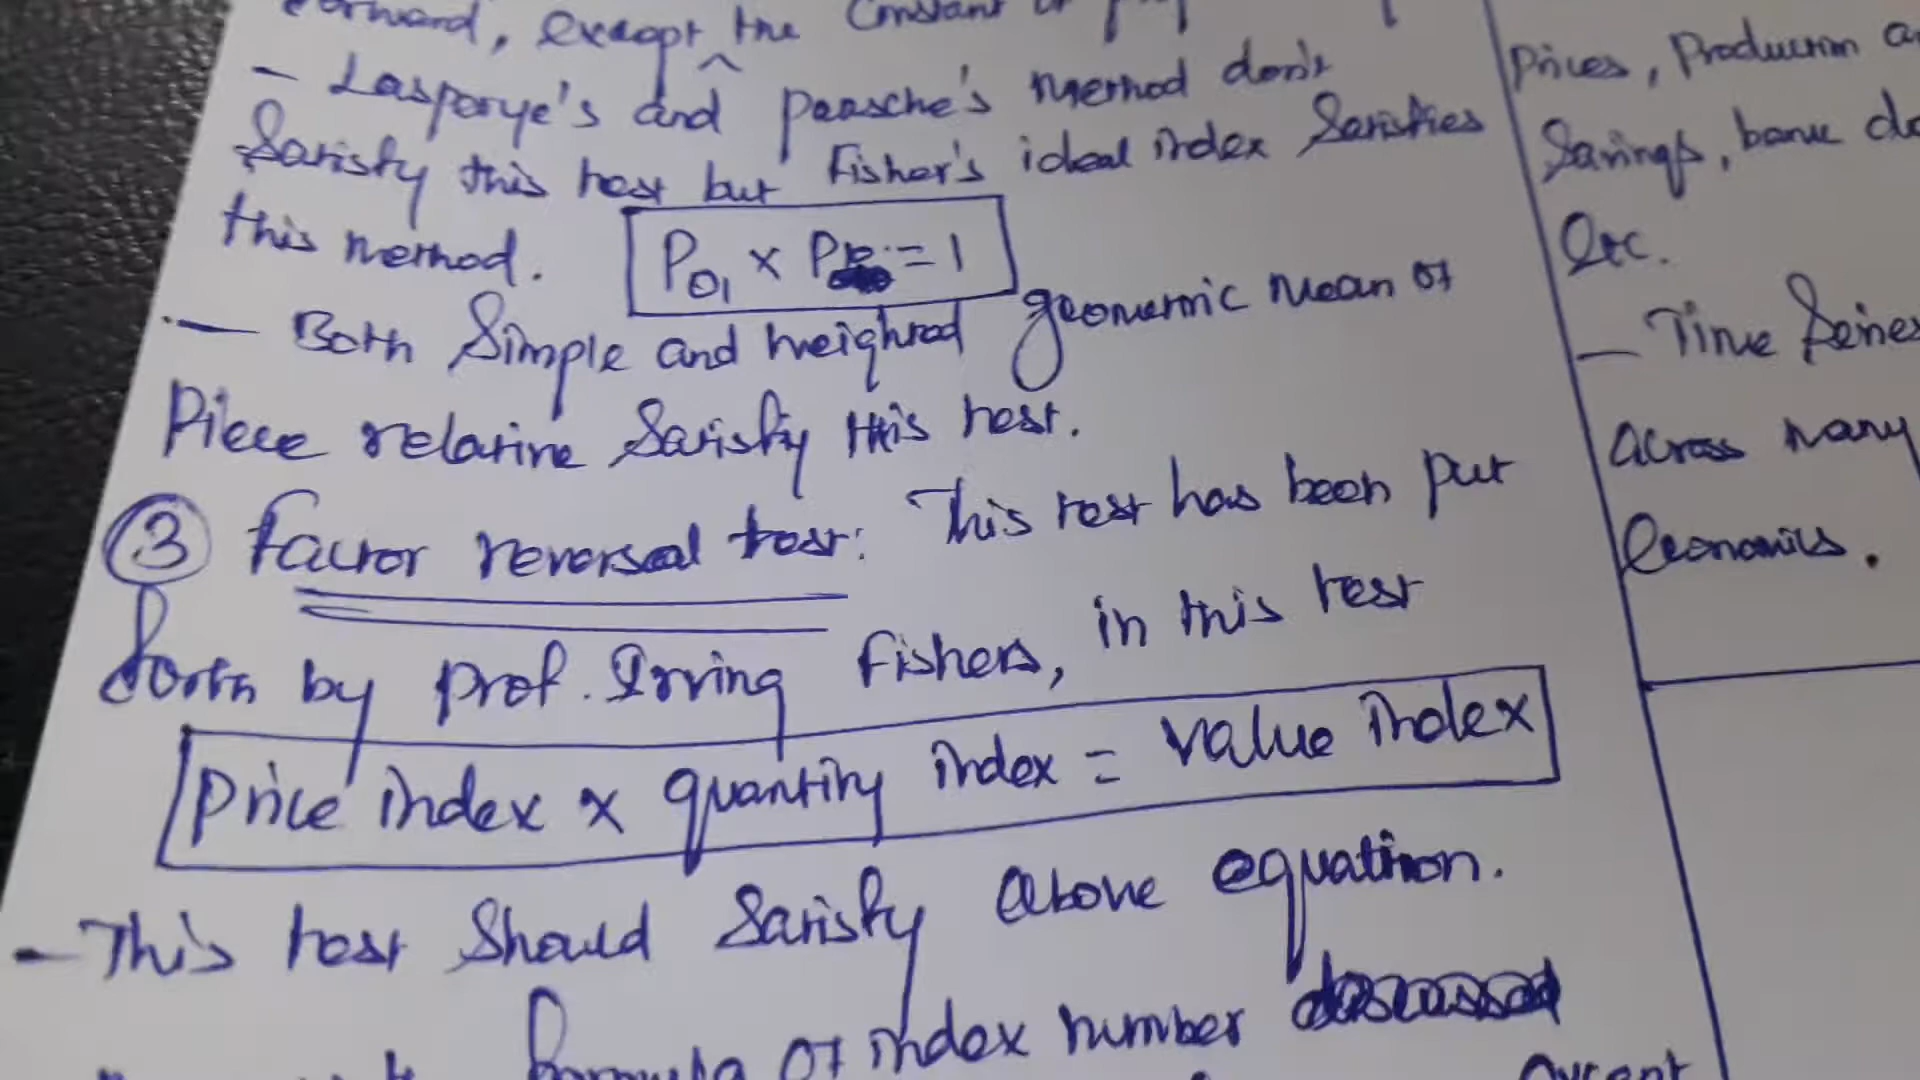 forward, except the Constant of
- Lasperye's and paasche's method don't
Satisfy this test but Fisher's ideal index Satisfies
this method.
P01 x P = 1
- Both Simple and weighted geometric mean of
Piece relative Satisfy this test.
③ factor reversal test: This test has been put
forth by prof. Irving fishers, in this test
Price index x quantity index = value index
- This test should satisfy above equation.
formula of index number
except
prices, production
Savings, bank
etc.
- Time Series
across many
economics.